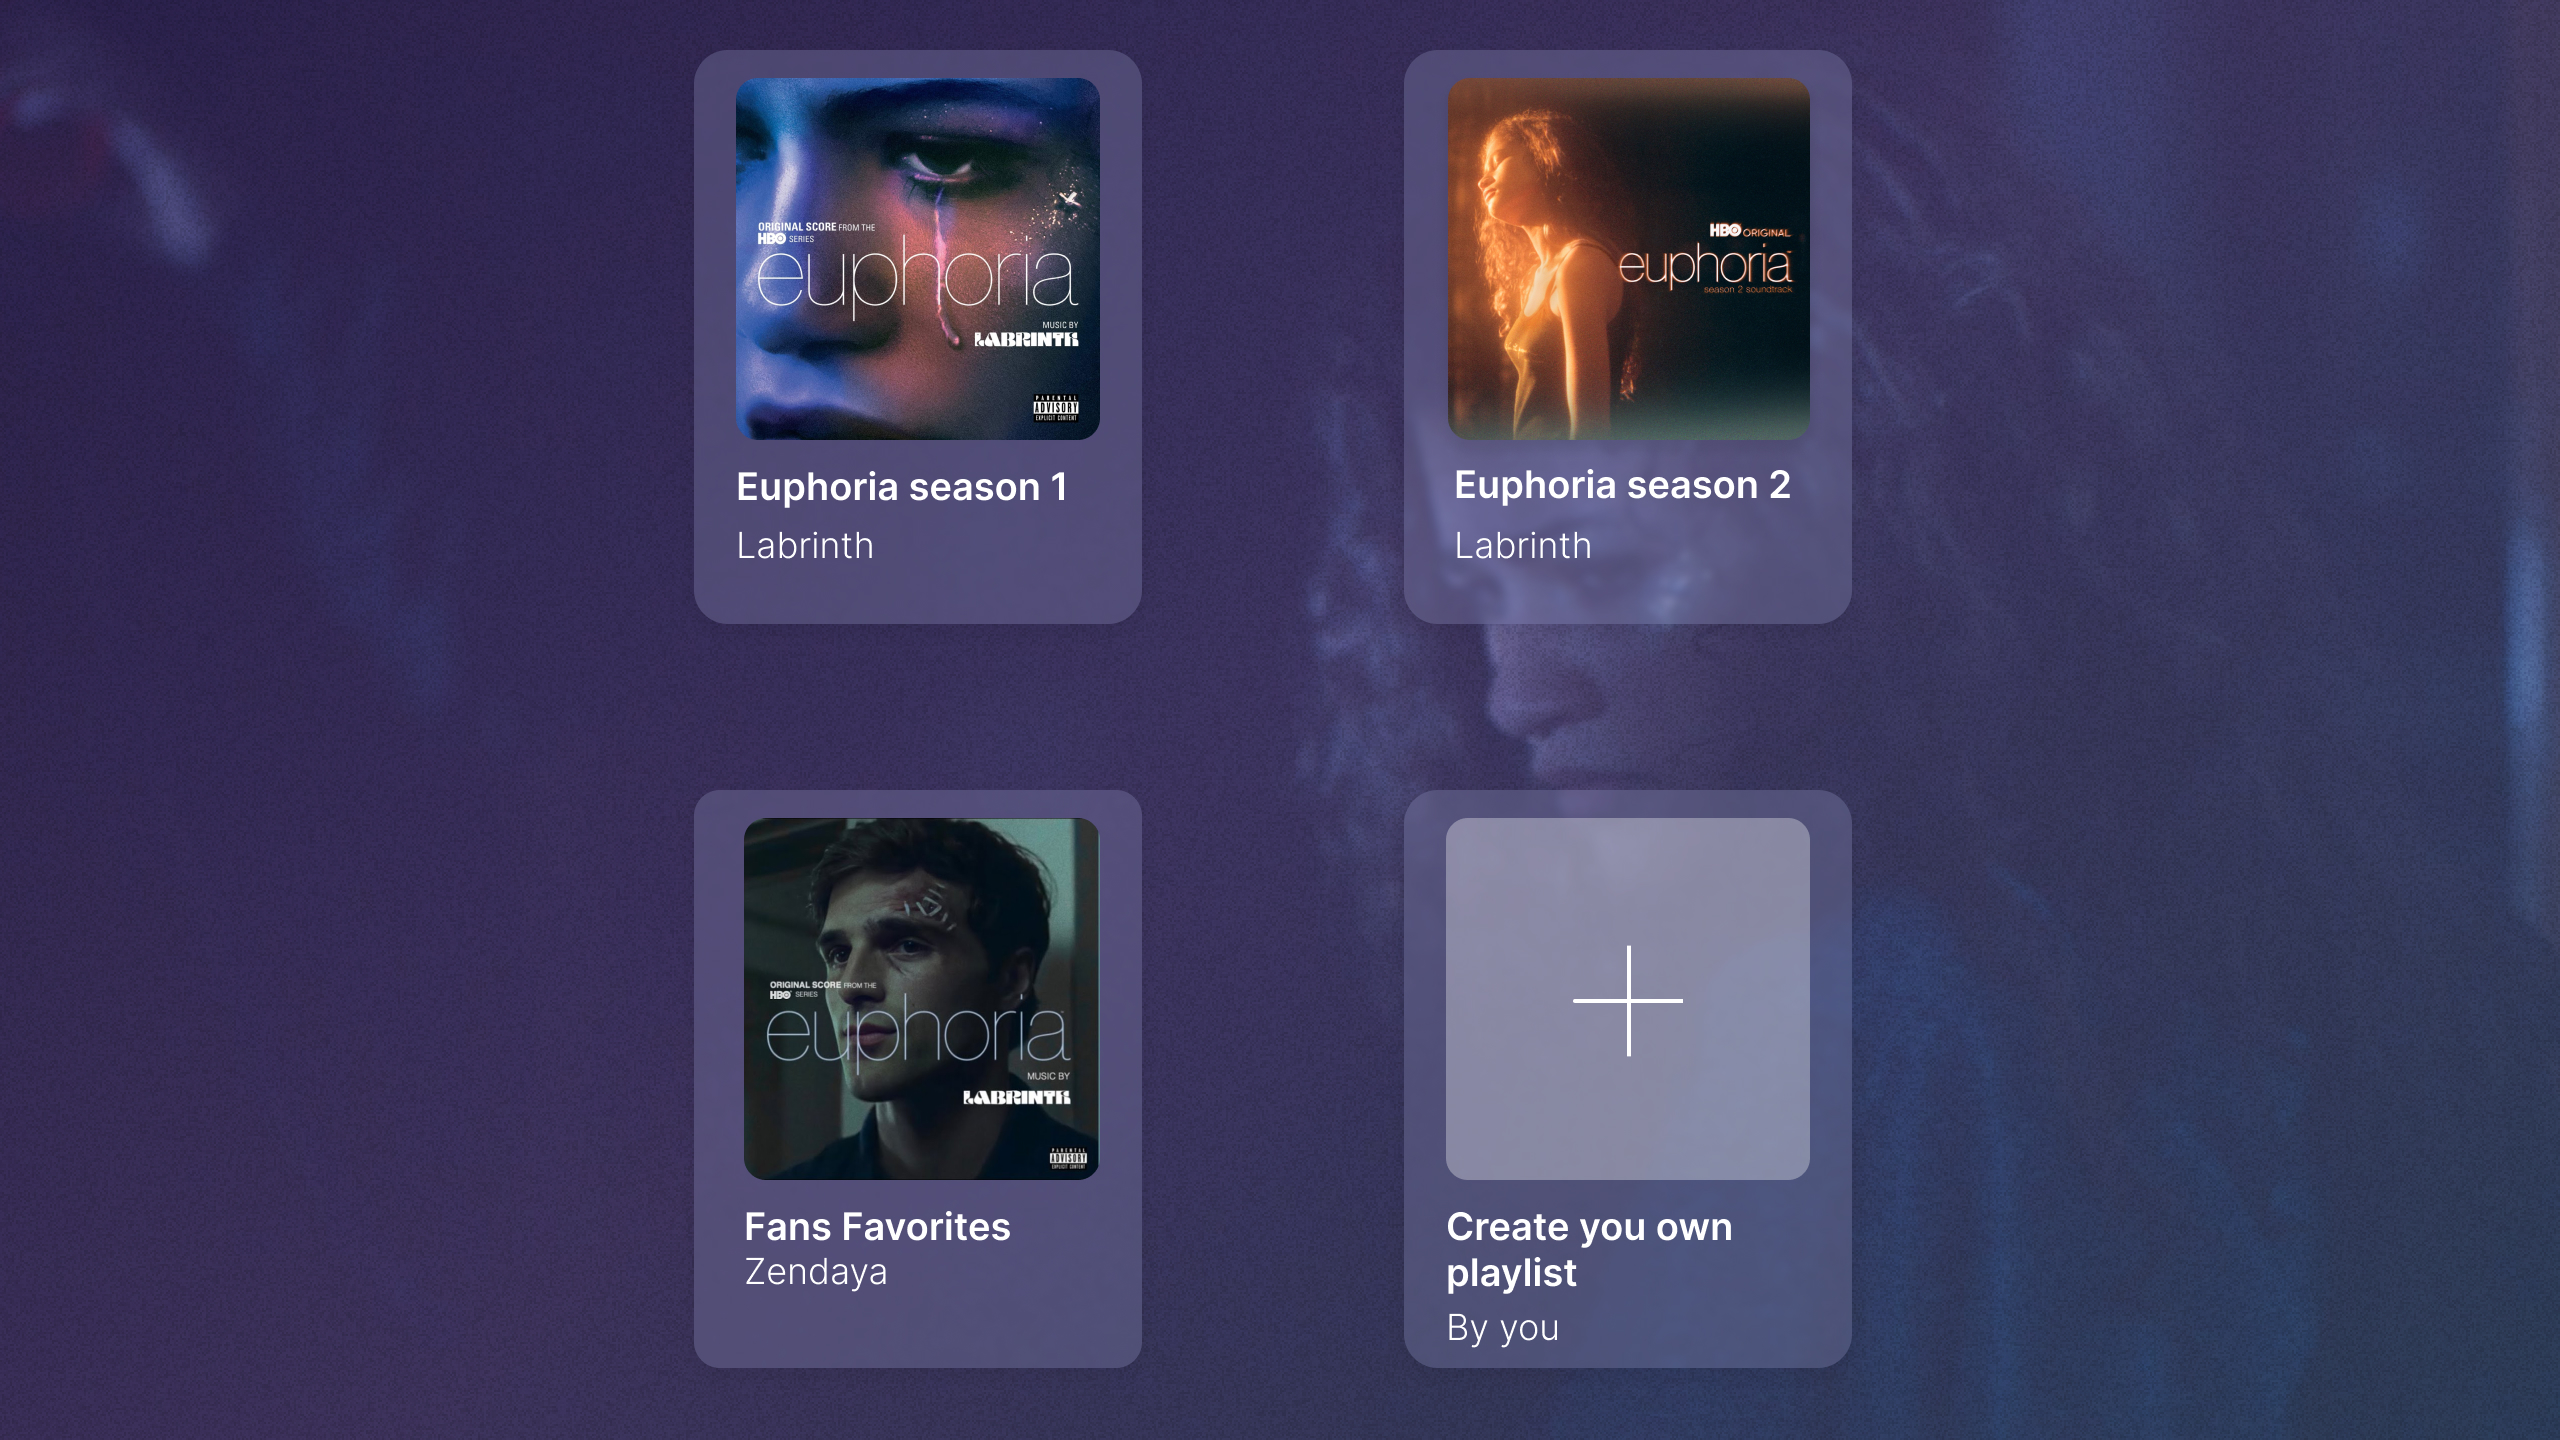 ORIGINAL SCORE FROM THE
HBO SERIES
euphoria
MUSIC BY
LABRINTH
PARENTAL
ADVISORY
EXPLICIT CONTENT
Euphoria season 1
Labrinth
HBO ORIGINAL
euphoria
season 2 soundtrack
Euphoria season 2
Labrinth
ORIGINAL SCORE FROM THE
HBO SERIES
euphoria
MUSIC BY
LABRINTH
PARENTAL
ADVISORY
EXPLICIT CONTENT
Fans Favorites
Zendaya
Create you own
playlist
By you